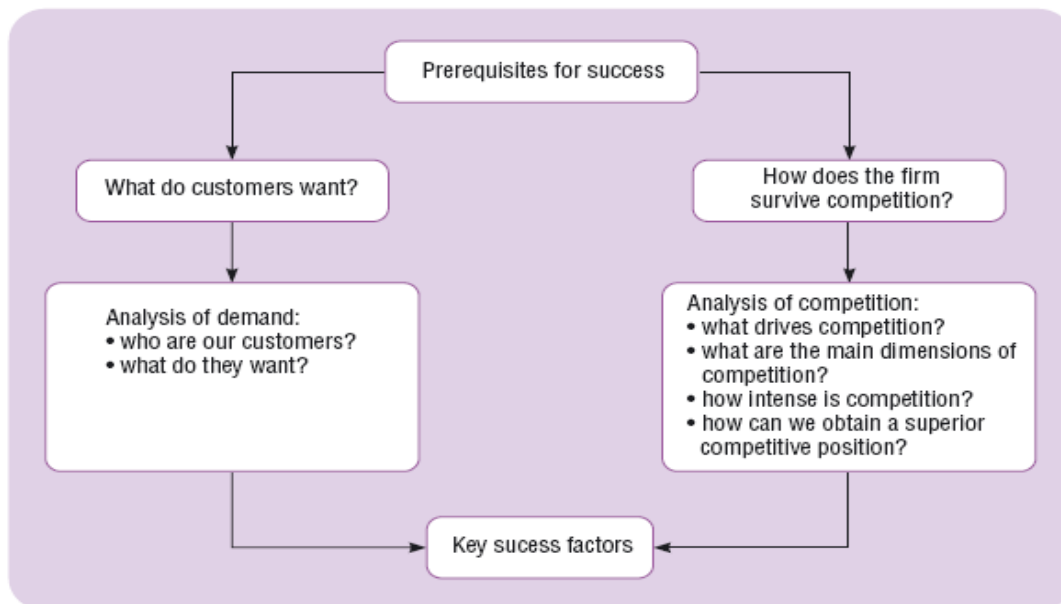 Prerequisites for success
What do customers want?
How does the firm
survive competition?
Analysis of demand:
• who are our customers?
• what do they want?
Analysis of competition:
• what drives competition?
• what are the main dimensions of
competition?
• how intense is competition?
• how can we obtain a superior
competitive position?
Key sucess factors